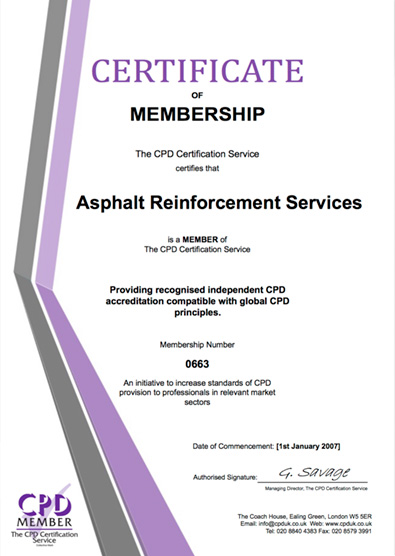 CERTIFICATE
OF
MEMBERSHIP
The CPD Certification Service
certifies that
Asphalt Reinforcement Services
is a MEMBER of
The CPD Certification Service
Providing recognised independent CPD
accreditation compatible with global CPD
principles.
Membership Number
0663
An initiative to increase standards of CPD
provision to professionals in relevant market
sectors
Date of Commencement: [1st January 2007]
Authorised Signature: G. Savage
Managing Director, The CPD Certification Service
CPD
MEMBER
The CPD Certification
Service
The Coach House, Ealing Green, London W5 5ER
Email: info@cpduk.co.uk Web: www.cpduk.co.uk
Tel: 020 8840 4383 Fax: 020 8579 3991